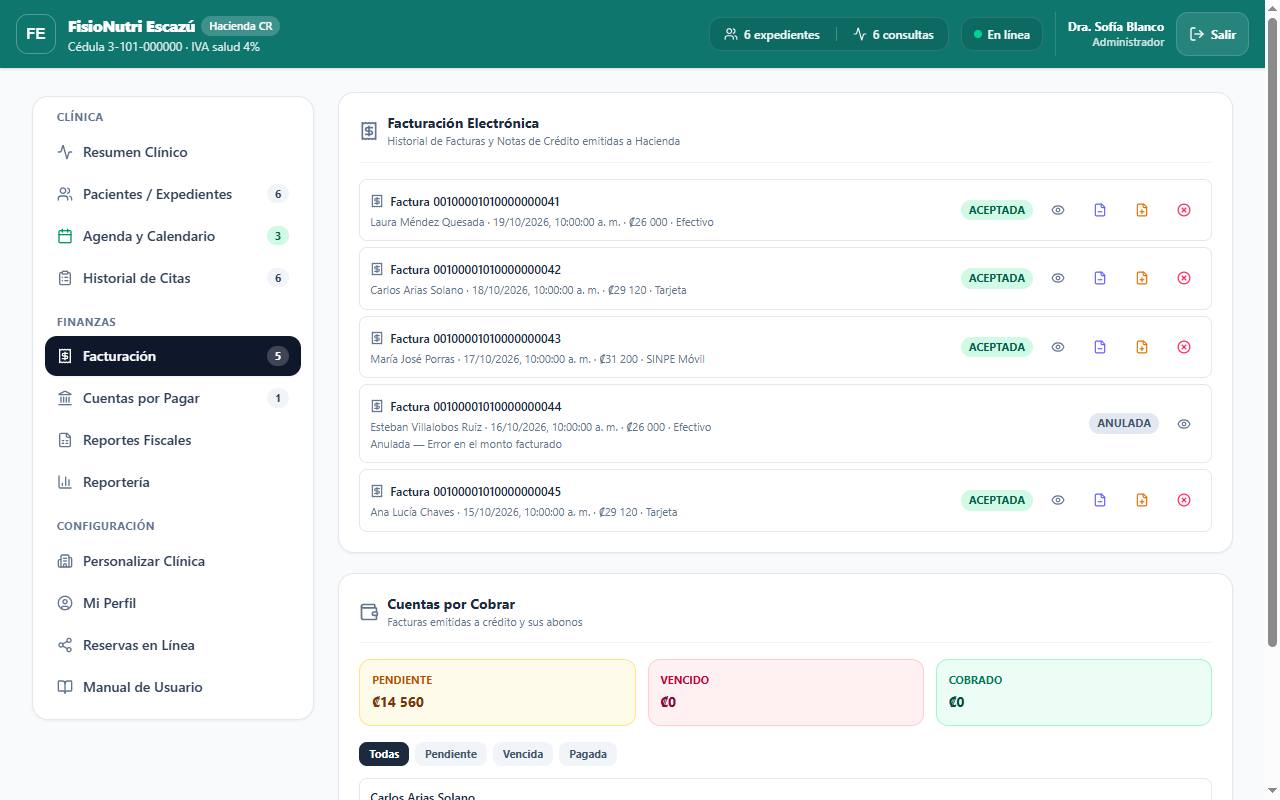 FE
FisioNutri Escazú
Hacienda CR
Cédula 3-101-000000 · IVA salud 4%
6 expedientes
6 consultas
En línea
Dra. Sofía Blanco
Administrador
Salir
CLÍNICA
Resumen Clínico
Pacientes / Expedientes 6
Agenda y Calendario 3
Historial de Citas 6
FINANZAS
Facturación 5
Cuentas por Pagar 1
Reportes Fiscales
Reportería
CONFIGURACIÓN
Personalizar Clínica
Mi Perfil
Reservas en Línea
Manual de Usuario
Facturación Electrónica
Historial de Facturas y Notas de Crédito emitidas a Hacienda
Factura 00100001010000000041
Laura Méndez Quesada · 19/10/2026, 10:00:00 a. m. · ₡26 000 · Efectivo
ACEPTADA
Factura 00100001010000000042
Carlos Arias Solano · 18/10/2026, 10:00:00 a. m. · ₡29 120 · Tarjeta
ACEPTADA
Factura 00100001010000000043
María José Porras · 17/10/2026, 10:00:00 a. m. · ₡31 200 · SINPE Móvil
ACEPTADA
Factura 00100001010000000044
Esteban Villalobos Ruiz · 16/10/2026, 10:00:00 a. m. · ₡26 000 · Efectivo
Anulada — Error en el monto facturado
ANULADA
Factura 00100001010000000045
Ana Lucía Chaves · 15/10/2026, 10:00:00 a. m. · ₡29 120 · Tarjeta
ACEPTADA
Cuentas por Cobrar
Facturas emitidas a crédito y sus abonos
PENDIENTE
₡14 560
VENCIDO
₡0
COBRADO
₡0
Todas
Pendiente
Vencida
Pagada
Carlos Arias Solano